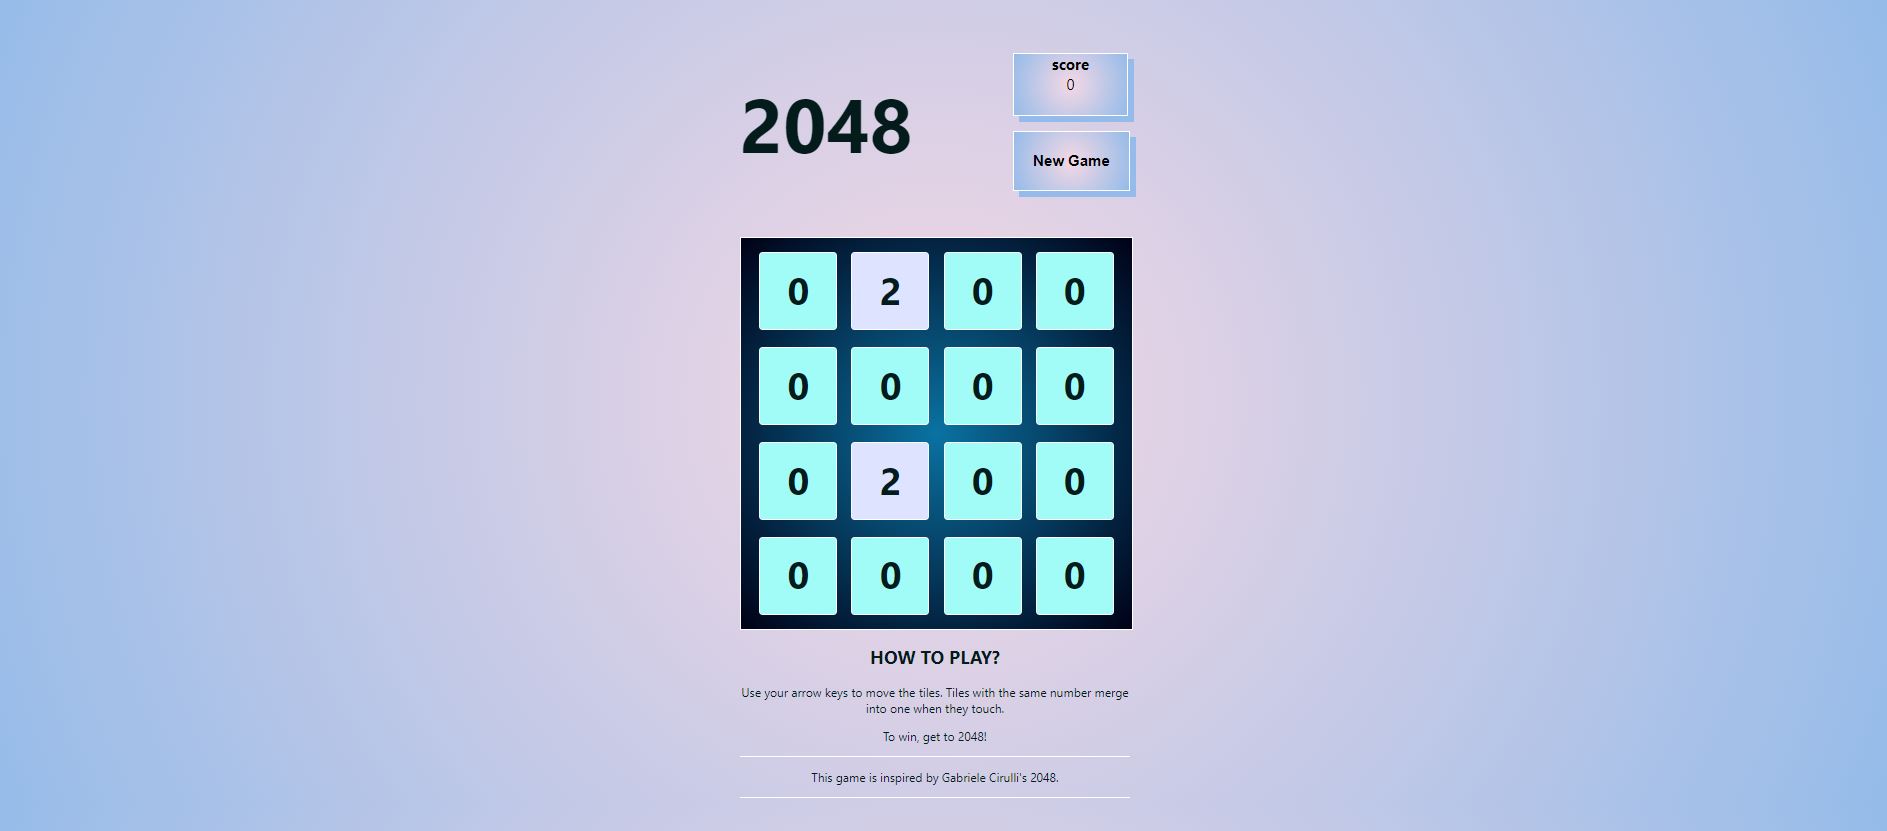 2048
score
0
New Game
0 2 0 0
0 0 0 0
0 2 0 0
0 0 0 0
HOW TO PLAY?
Use your arrow keys to move the tiles. Tiles with the same number merge
into one when they touch.
To win, get to 2048!
This game is inspired by Gabriele Cirulli's 2048.